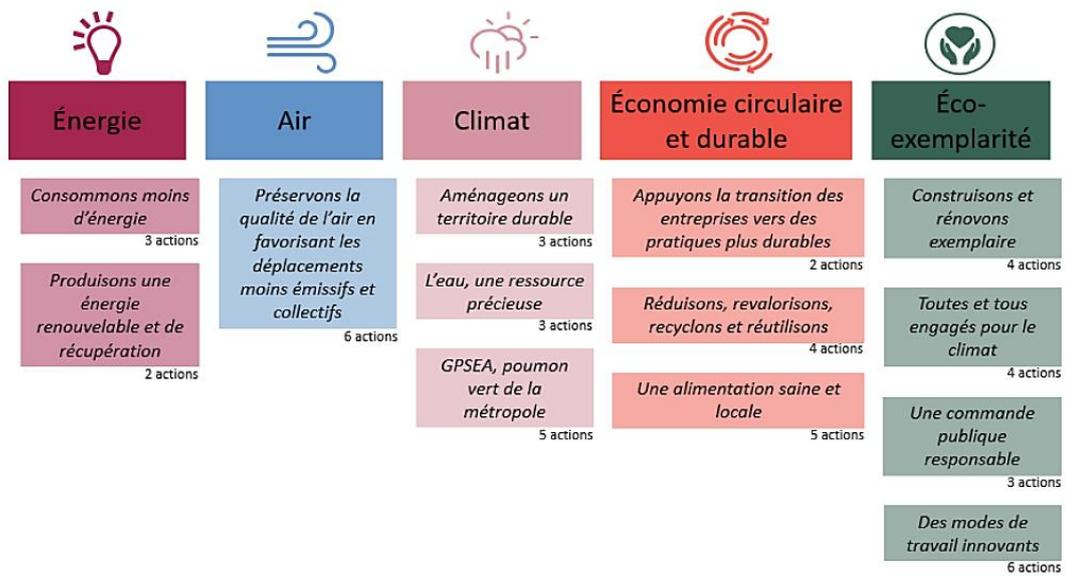 Énergie
Consommons moins
d'énergie
3 actions
Produisons une
énergie
renouvelable et de
récupération
2 actions
Air
Préservons la
qualité de l'air en
favorisant les
déplacements
moins émissifs et
collectifs
6 actions
Climat
Aménageons un
territoire durable
3 actions
L'eau, une ressource
précieuse
3 actions
GPSEA, poumon
vert de la
métropole
5 actions
Économie circulaire
et durable
Appuyons la transition des
entreprises vers des
pratiques plus durables
2 actions
Réduisons, revalorisons,
recyclons et réutilisons
4 actions
Une alimentation saine et
locale
5 actions
Éco-
exemplarité
Construisons et
rénovons
exemplaire
4 actions
Toutes et tous
engagés pour le
climat
4 actions
Une commande
publique
responsable
3 actions
Des modes de
travail innovants
6 actions